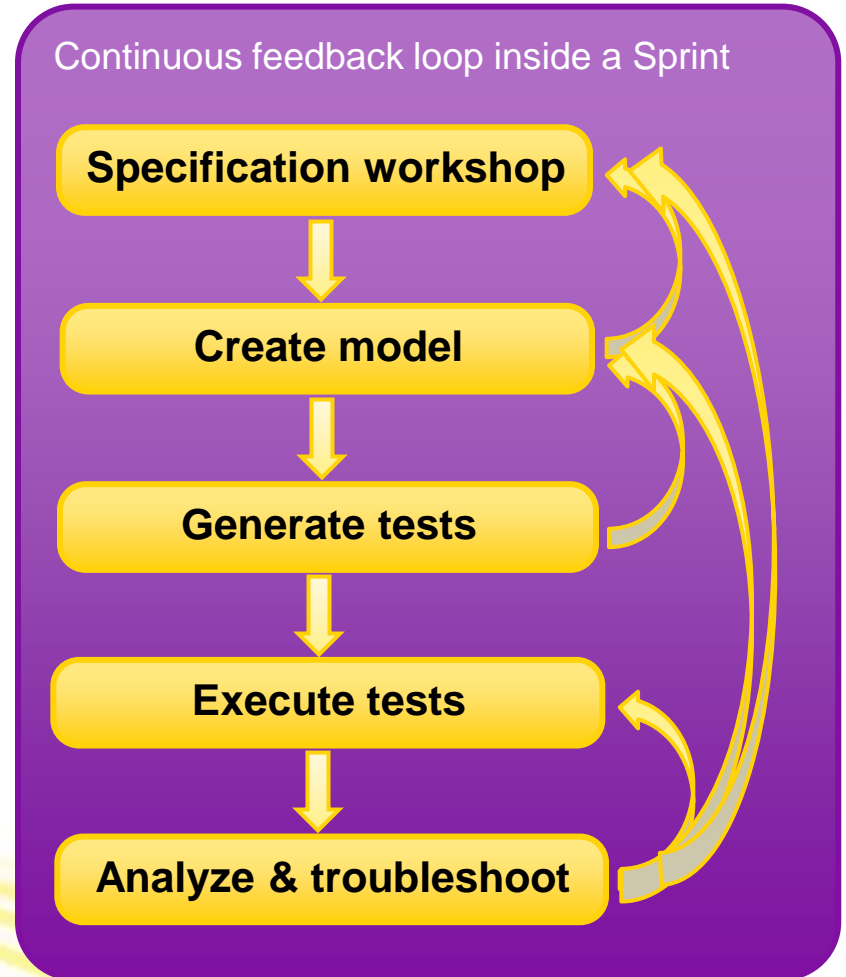 Continuous feedback loop inside a Sprint
Specification workshop
Create model
Generate tests
Execute tests
Analyze & troubleshoot